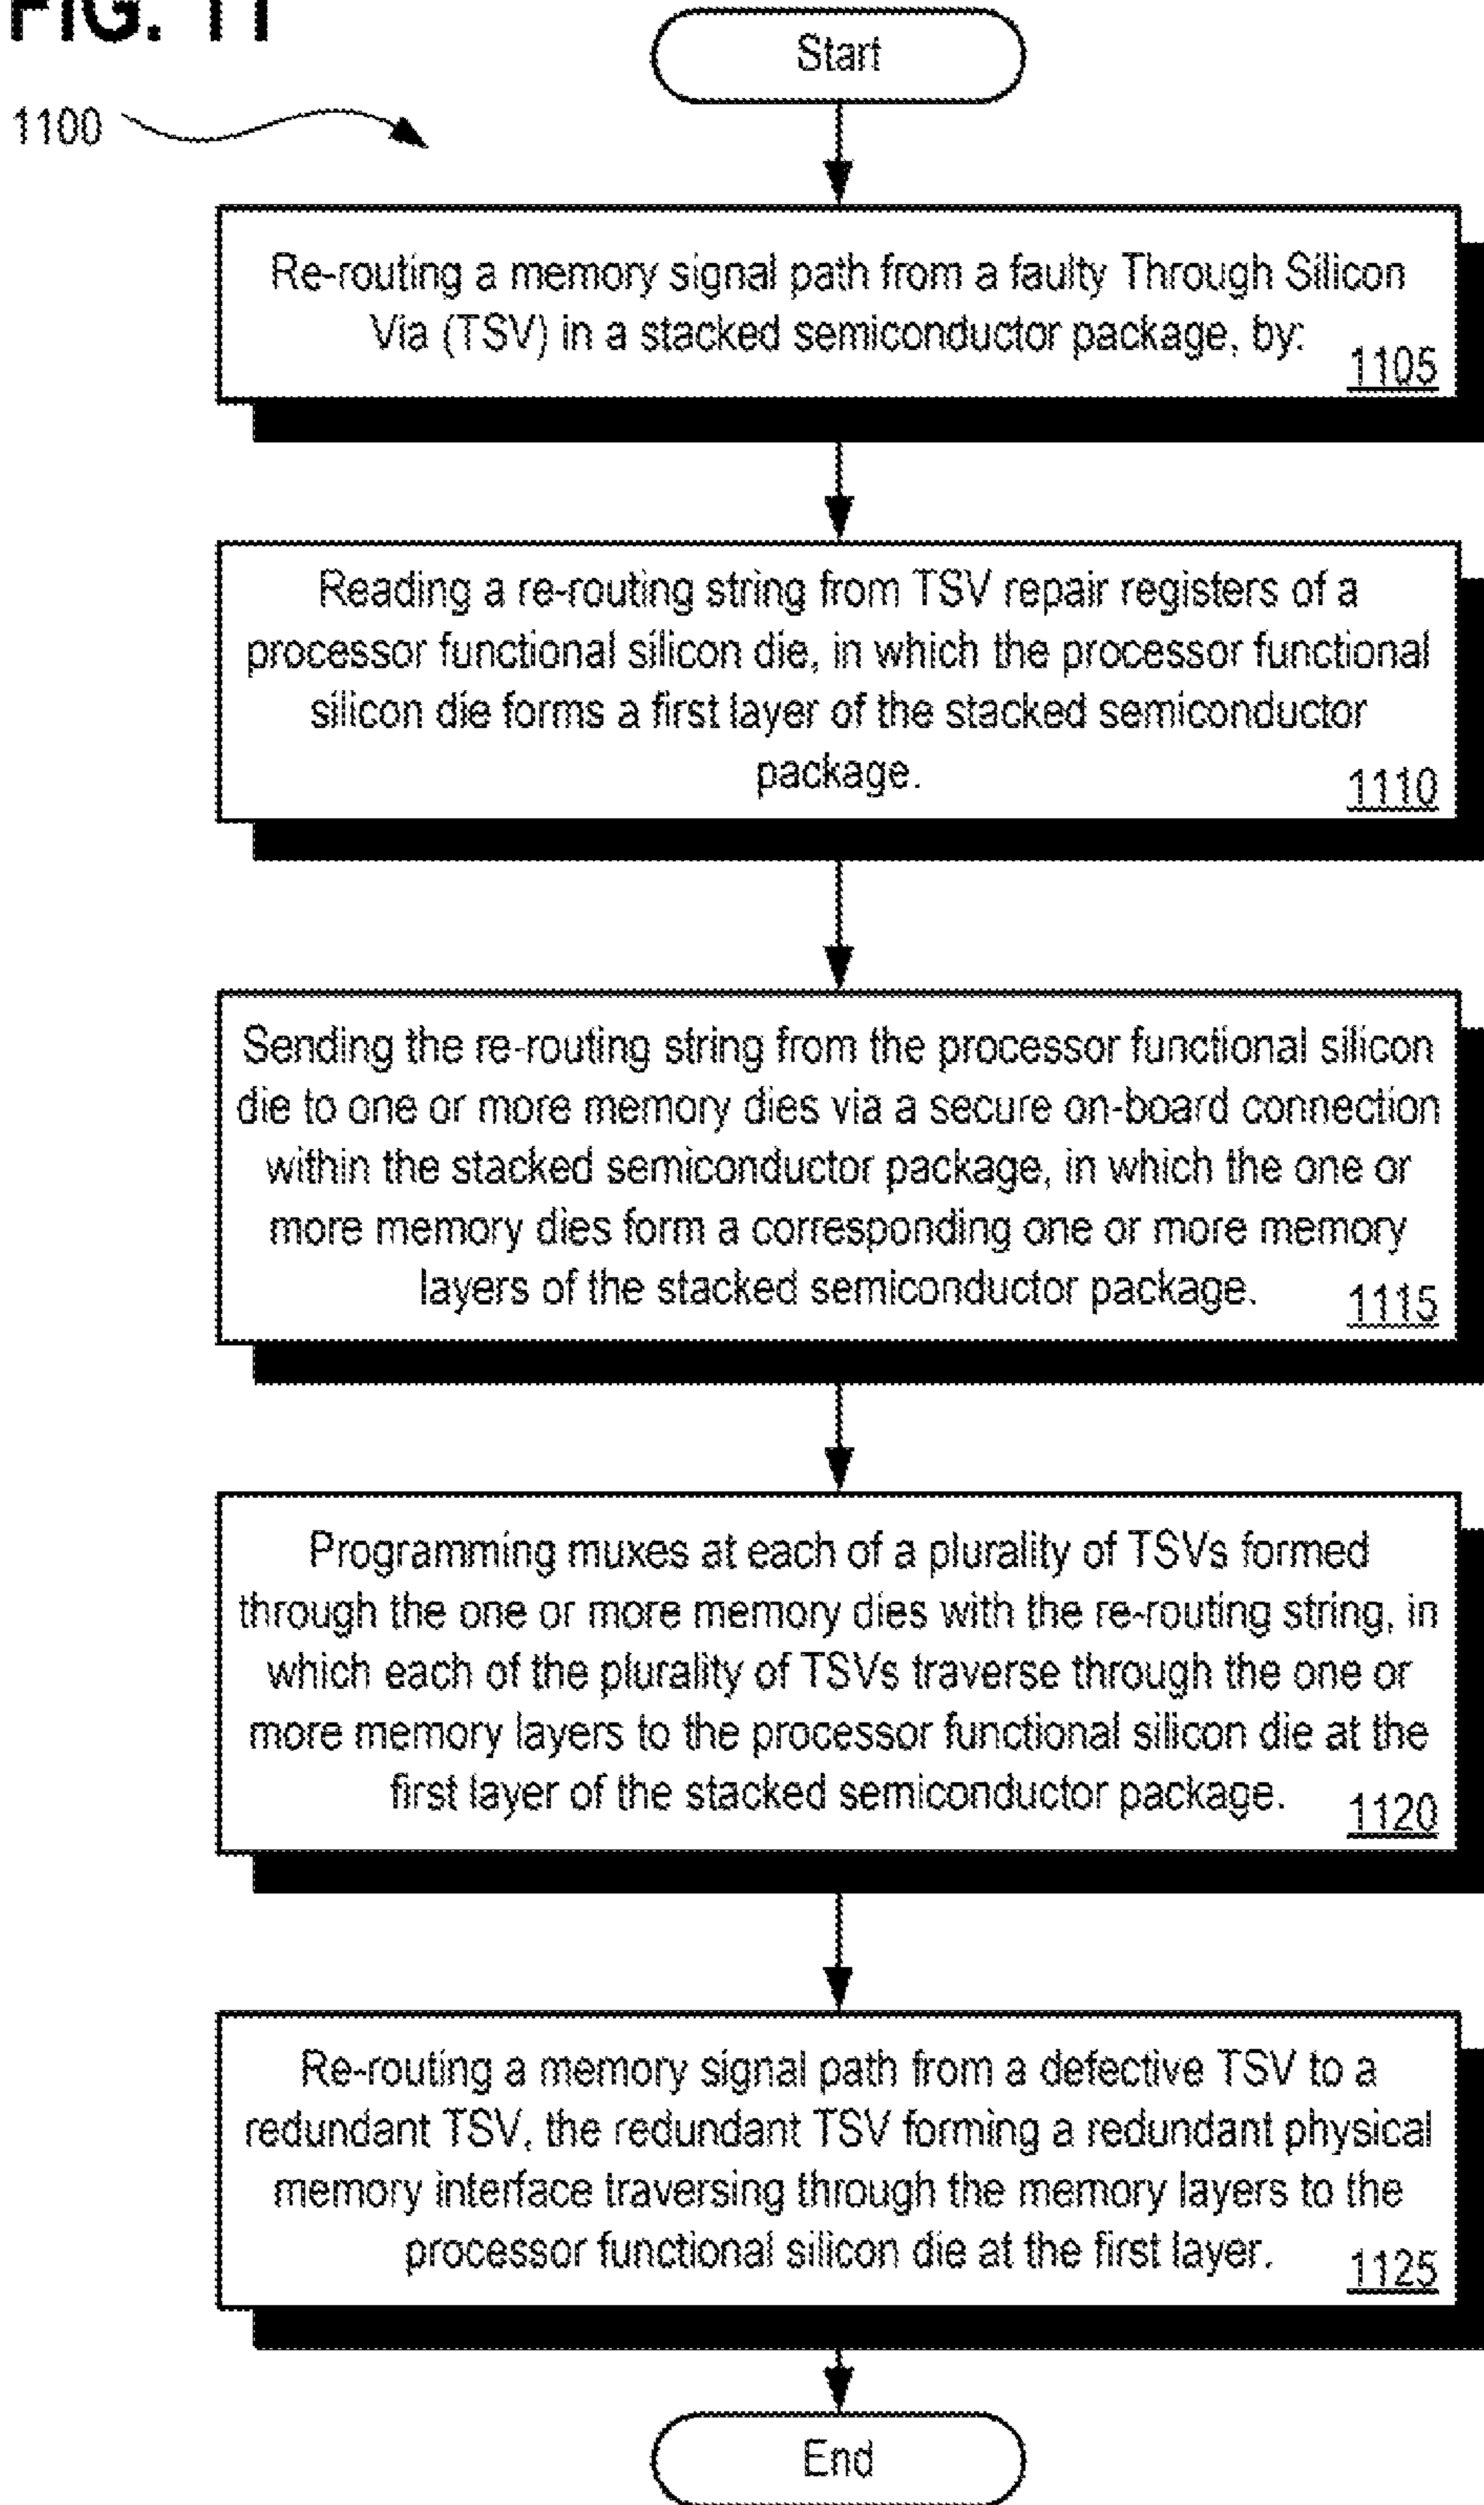 FIG. 11
1100
Start
Re-routing a memory signal path from a faulty Through Silicon
Via (TSV) in a stacked semiconductor package, by:
1105
Reading a re-routing string from TSV repair registers of a
processor functional silicon die, in which the processor functional
silicon die forms a first layer of the stacked semiconductor
package.
1110
Sending the re-routing string from the processor functional silicon
die to one or more memory dies via a secure on-board connection
within the stacked semiconductor package, in which the one or
more memory dies form a corresponding one or more memory
layers of the stacked semiconductor package.
1115
Programming muxes at each of a plurality of TSVs formed
through the one or more memory dies with the re-routing string, in
which each of the plurality of TSVs traverse through the one or
more memory layers to the processor functional silicon die at the
first layer of the stacked semiconductor package.
1120
Re-routing a memory signal path from a defective TSV to a
redundant TSV, the redundant TSV forming a redundant physical
memory interface traversing through the memory layers to the
processor functional silicon die at the first layer.
1125
End